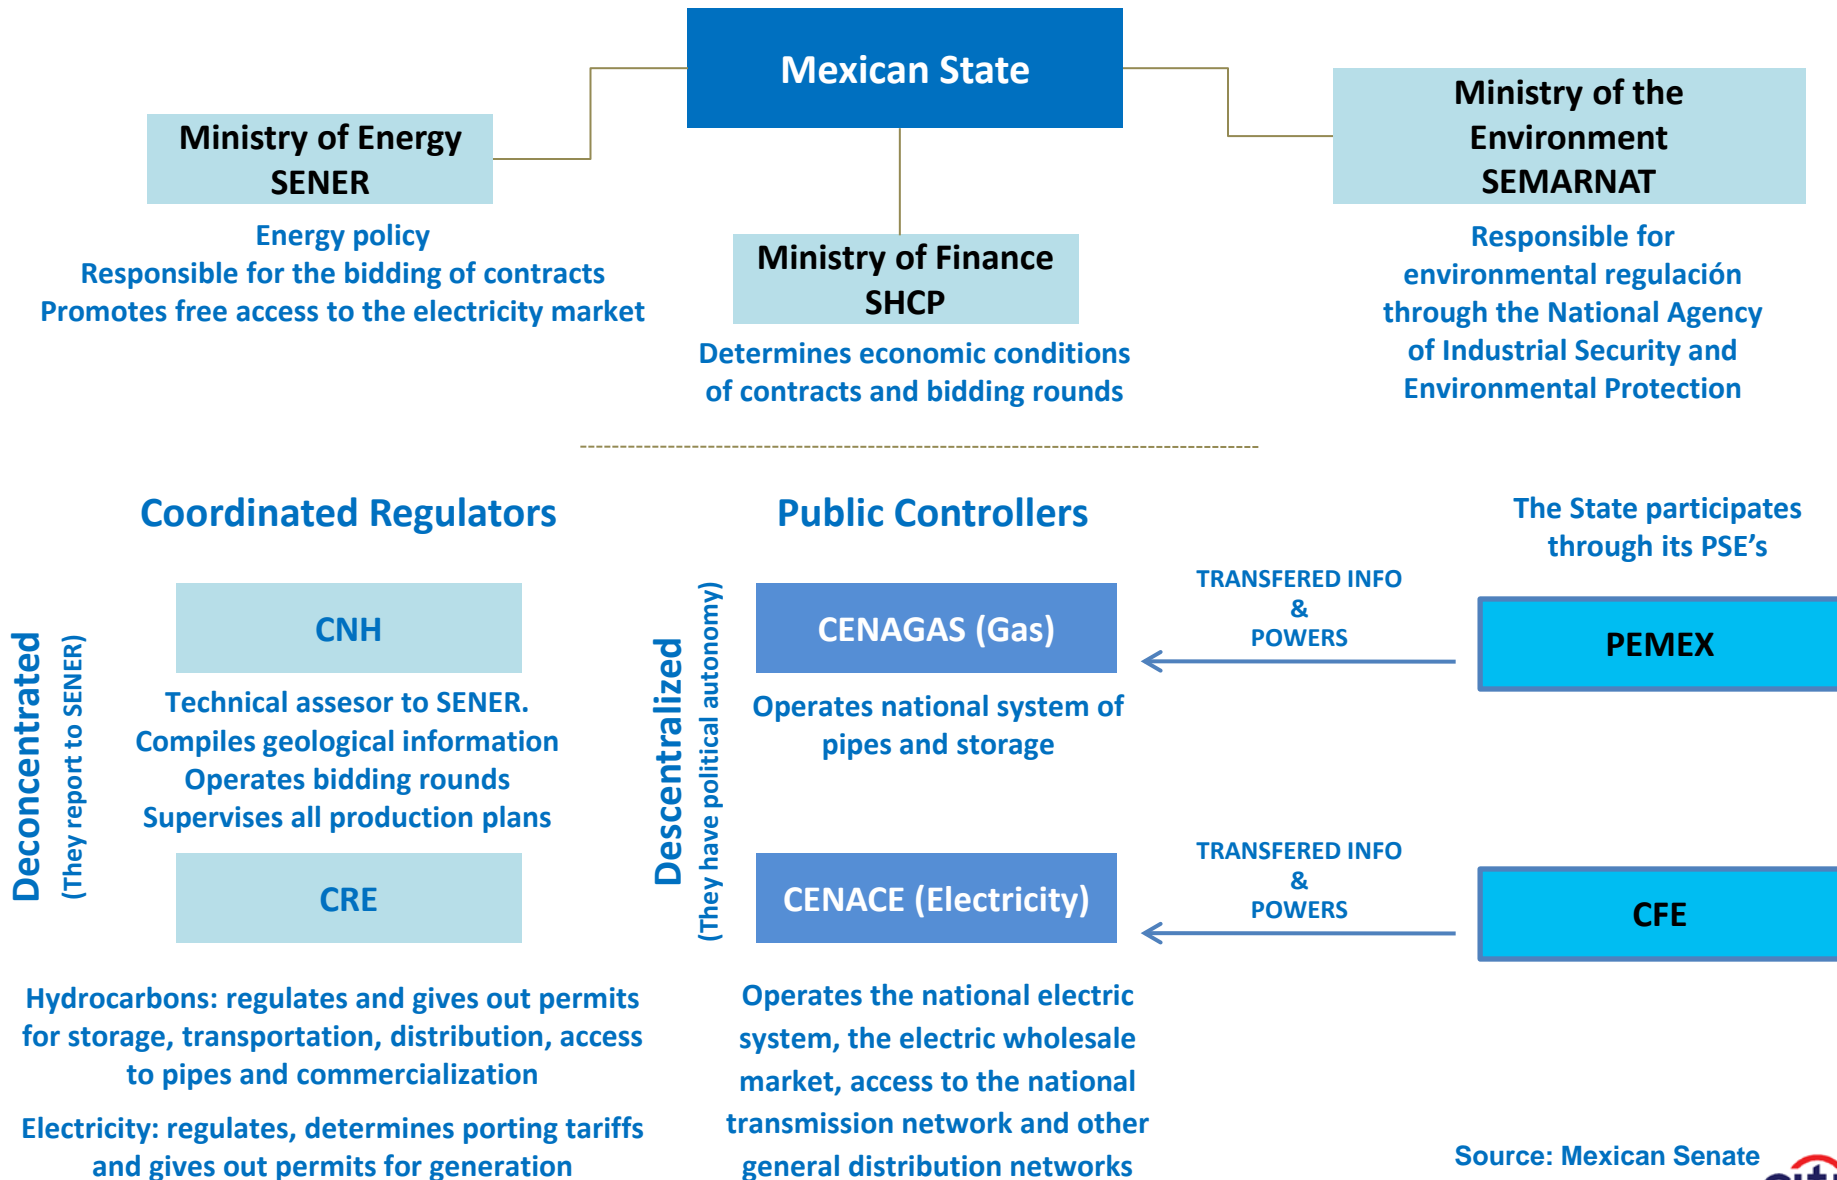 Mexican State
Ministry of Energy
SENER
Energy policy
Responsible for the bidding of contracts
Promotes free access to the electricity market
Ministry of Finance
SHCP
Determines economic conditions
of contracts and bidding rounds
Ministry of the
Environment
SEMARNAT
Responsible for
environmental regulación
through the National Agency
of Industrial Security and
Environmental Protection
Coordinated Regulators
Deconcentrated
(They report to SENER)
CNH
Technical assesor to SENER.
Compiles geological information
Operates bidding rounds
Supervises all production plans
CRE
Hydrocarbons: regulates and gives out permits
for storage, transportation, distribution, access
to pipes and commercialization
Electricity: regulates, determines porting tariffs
and gives out permits for generation
Public Controllers
Descentralized
(They have political autonomy)
CENAGAS (Gas)
Operates national system of
pipes and storage
CENACE (Electricity)
Operates the national electric
system, the electric wholesale
market, access to the national
transmission network and other
general distribution networks
The State participates
through its PSE’s
TRANSFERED INFO
&
POWERS
PEMEX
TRANSFERED INFO
&
POWERS
CFE
Source: Mexican Senate